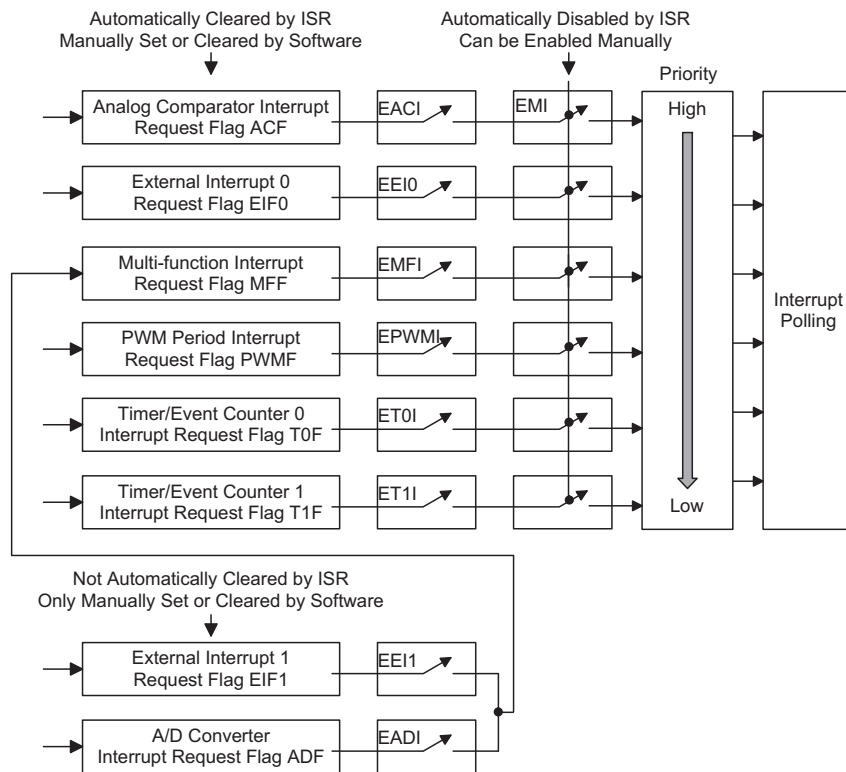 Automatically Cleared by ISR
Manually Set or Cleared by Software
Automatically Disabled by ISR
Can be Enabled Manually
Priority
Analog Comparator Interrupt
Request Flag ACF
EACI
EMI
High
External Interrupt 0
Request Flag EIF0
EEI0
Multi-function Interrupt
Request Flag MFF
EMFI
Interrupt
Polling
PWM Period Interrupt
Request Flag PWMF
EPWMI
Timer/Event Counter 0
Interrupt Request Flag T0F
ET0I
Timer/Event Counter 1
Interrupt Request Flag T1F
ET1I
Low
Not Automatically Cleared by ISR
Only Manually Set or Cleared by Software
External Interrupt 1
Request Flag EIF1
EEI1
A/D Converter
Interrupt Request Flag ADF
EADI